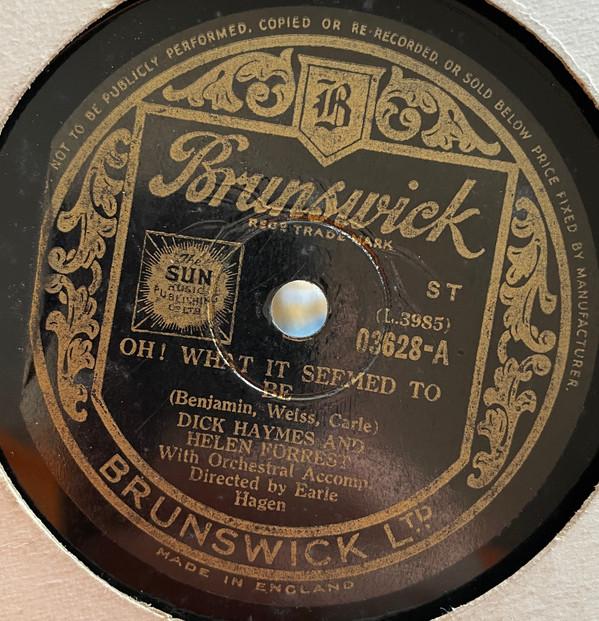 NOT TO BE PUBLICLY PERFORMED, COPIED OR RE-RECORDED, OR SOLD BELOW PRICE FIXED BY MANUFACTURER.
B
Brunswick
REGD TRADE MARK
The
SUN
MUSIC
PUBLISHING
Co LTD
ST
(L.3985)
03628-A
OH! WHAT IT SEEMED TO
BE
(Benjamin, Weiss, Carle)
DICK HAYMES AND
HELEN FORREST
With Orchestral Accomp.
Directed by Earle
Hagen
BRUNSWICK LTD
MADE IN ENGLAND